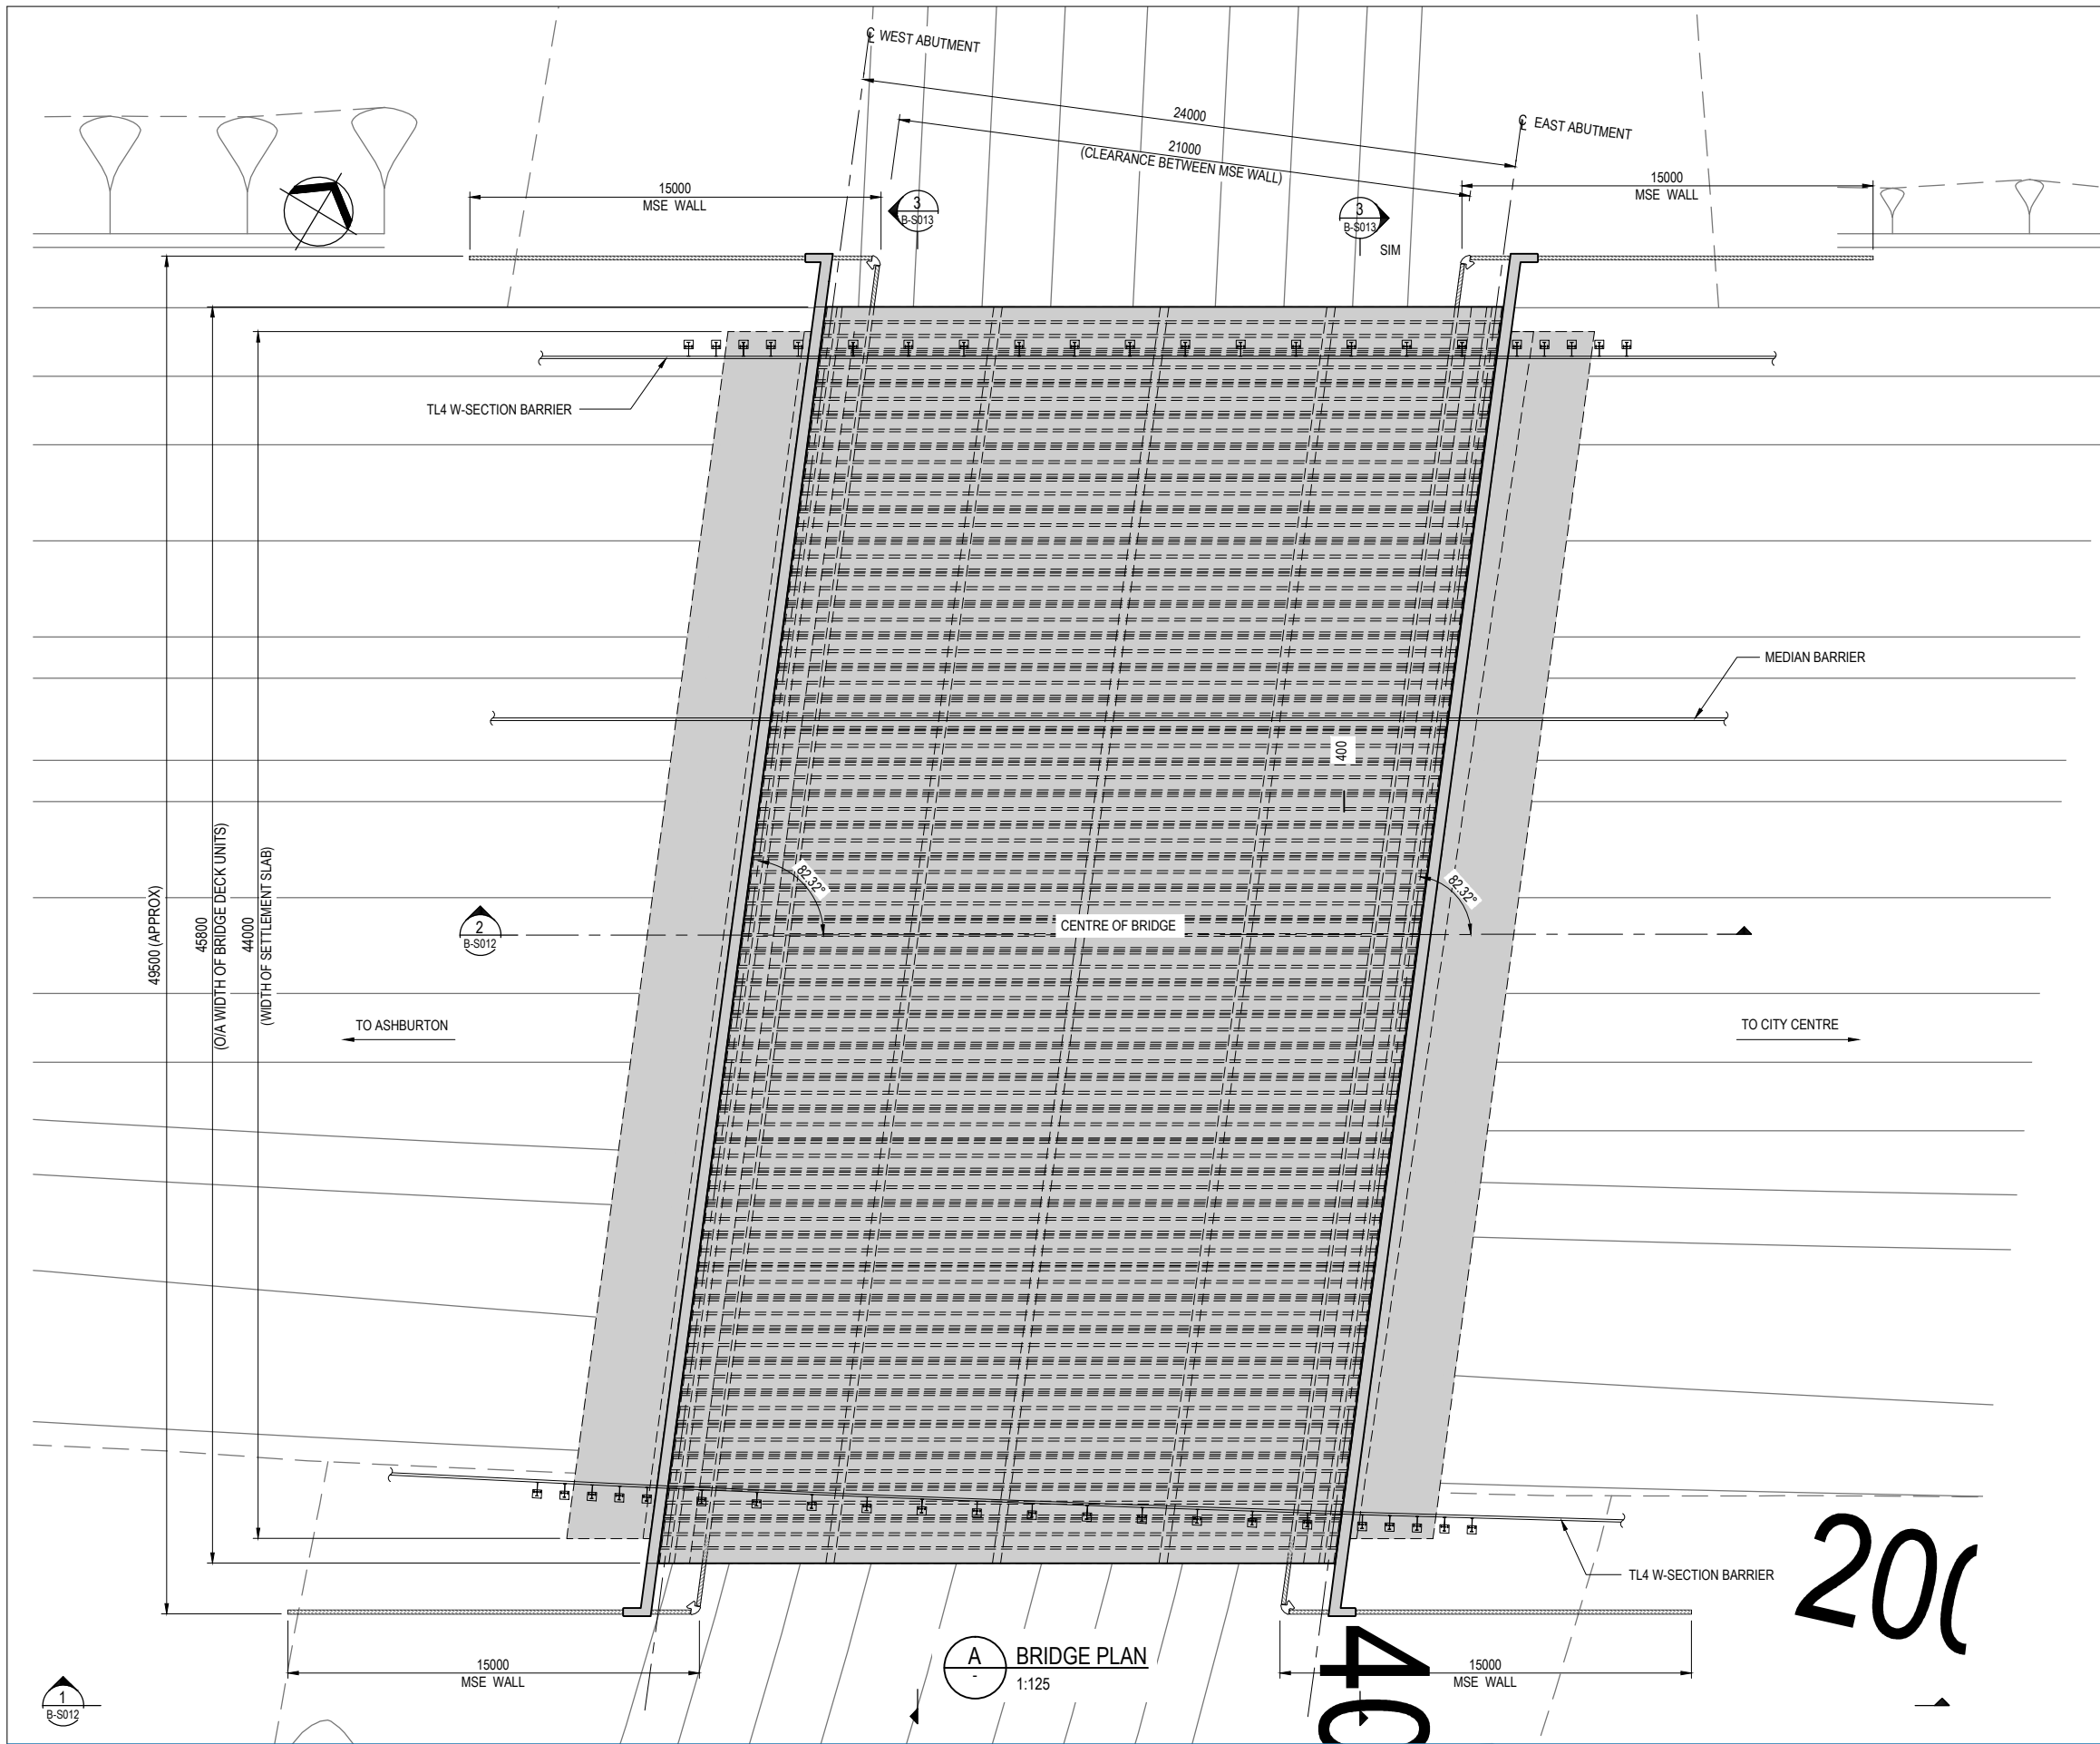 ℄ WEST ABUTMENT
24000
℄ EAST ABUTMENT
21000
(CLEARANCE BETWEEN MSE WALL)
15000
MSE WALL
3
B-S013
3
B-S013
SIM
15000
MSE WALL
TL4 W-SECTION BARRIER
MEDIAN BARRIER
400
82.32°
82.32°
49500 (APPROX)
45800
(O/A WIDTH OF BRIDGE DECK UNITS)
44000
(WIDTH OF SETTLEMENT SLAB)
2
B-S012
CENTRE OF BRIDGE
TO ASHBURTON
TO CITY CENTRE
TL4 W-SECTION BARRIER
15000
MSE WALL
A
-
BRIDGE PLAN
1:125
15000
MSE WALL
1
B-S012